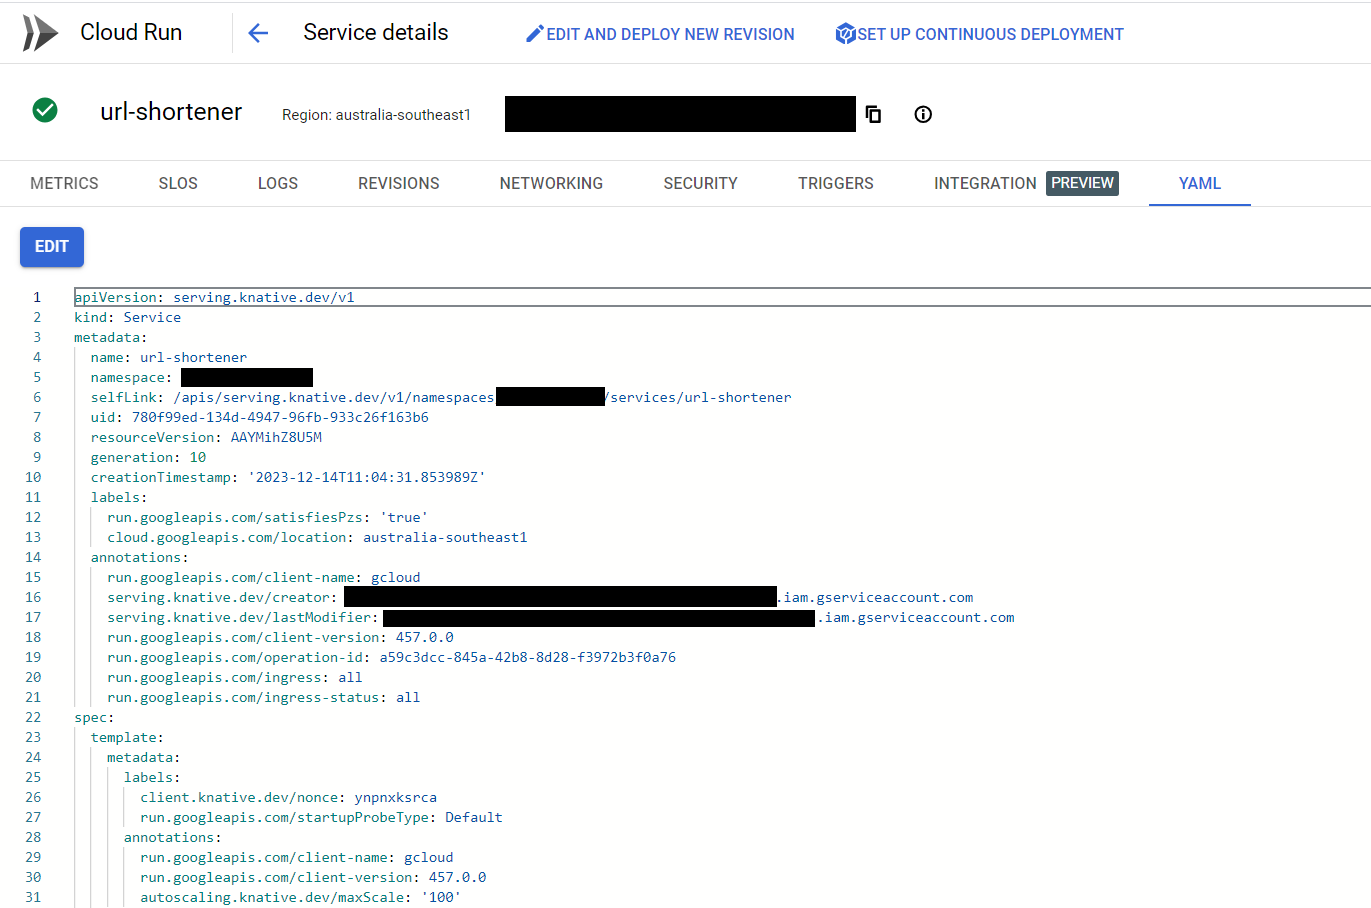 Cloud Run
Service details
EDIT AND DEPLOY NEW REVISION
SET UP CONTINUOUS DEPLOYMENT
url-shortener
Region: australia-southeast1
METRICS SLOS LOGS REVISIONS NETWORKING SECURITY TRIGGERS INTEGRATION PREVIEW YAML
EDIT
1 apiVersion: serving.knative.dev/v1
2 kind: Service
3 metadata:
4 name: url-shortener
5 namespace:
6 selfLink: /apis/serving.knative.dev/v1/namespaces /services/url-shortener
7 uid: 780f99ed-134d-4947-96fb-933c26f163b6
8 resourceVersion: AAYMihZ8U5M
9 generation: 10
10 creationTimestamp: '2023-12-14T11:04:31.853989Z'
11 labels:
12 run.googleapis.com/satisfiesPzs: 'true'
13 cloud.googleapis.com/location: australia-southeast1
14 annotations:
15 run.googleapis.com/client-name: gcloud
16 serving.knative.dev/creator: .iam.gserviceaccount.com
17 serving.knative.dev/lastModifier: .iam.gserviceaccount.com
18 run.googleapis.com/client-version: 457.0.0
19 run.googleapis.com/operation-id: a59c3dcc-845a-42b8-8d28-f3972b3f0a76
20 run.googleapis.com/ingress: all
21 run.googleapis.com/ingress-status: all
22 spec:
23 template:
24 metadata:
25 labels:
26 client.knative.dev/nonce: ynpnxksrca
27 run.googleapis.com/startupProbeType: Default
28 annotations:
29 run.googleapis.com/client-name: gcloud
30 run.googleapis.com/client-version: 457.0.0
31 autoscaling.knative.dev/maxScale: '100'